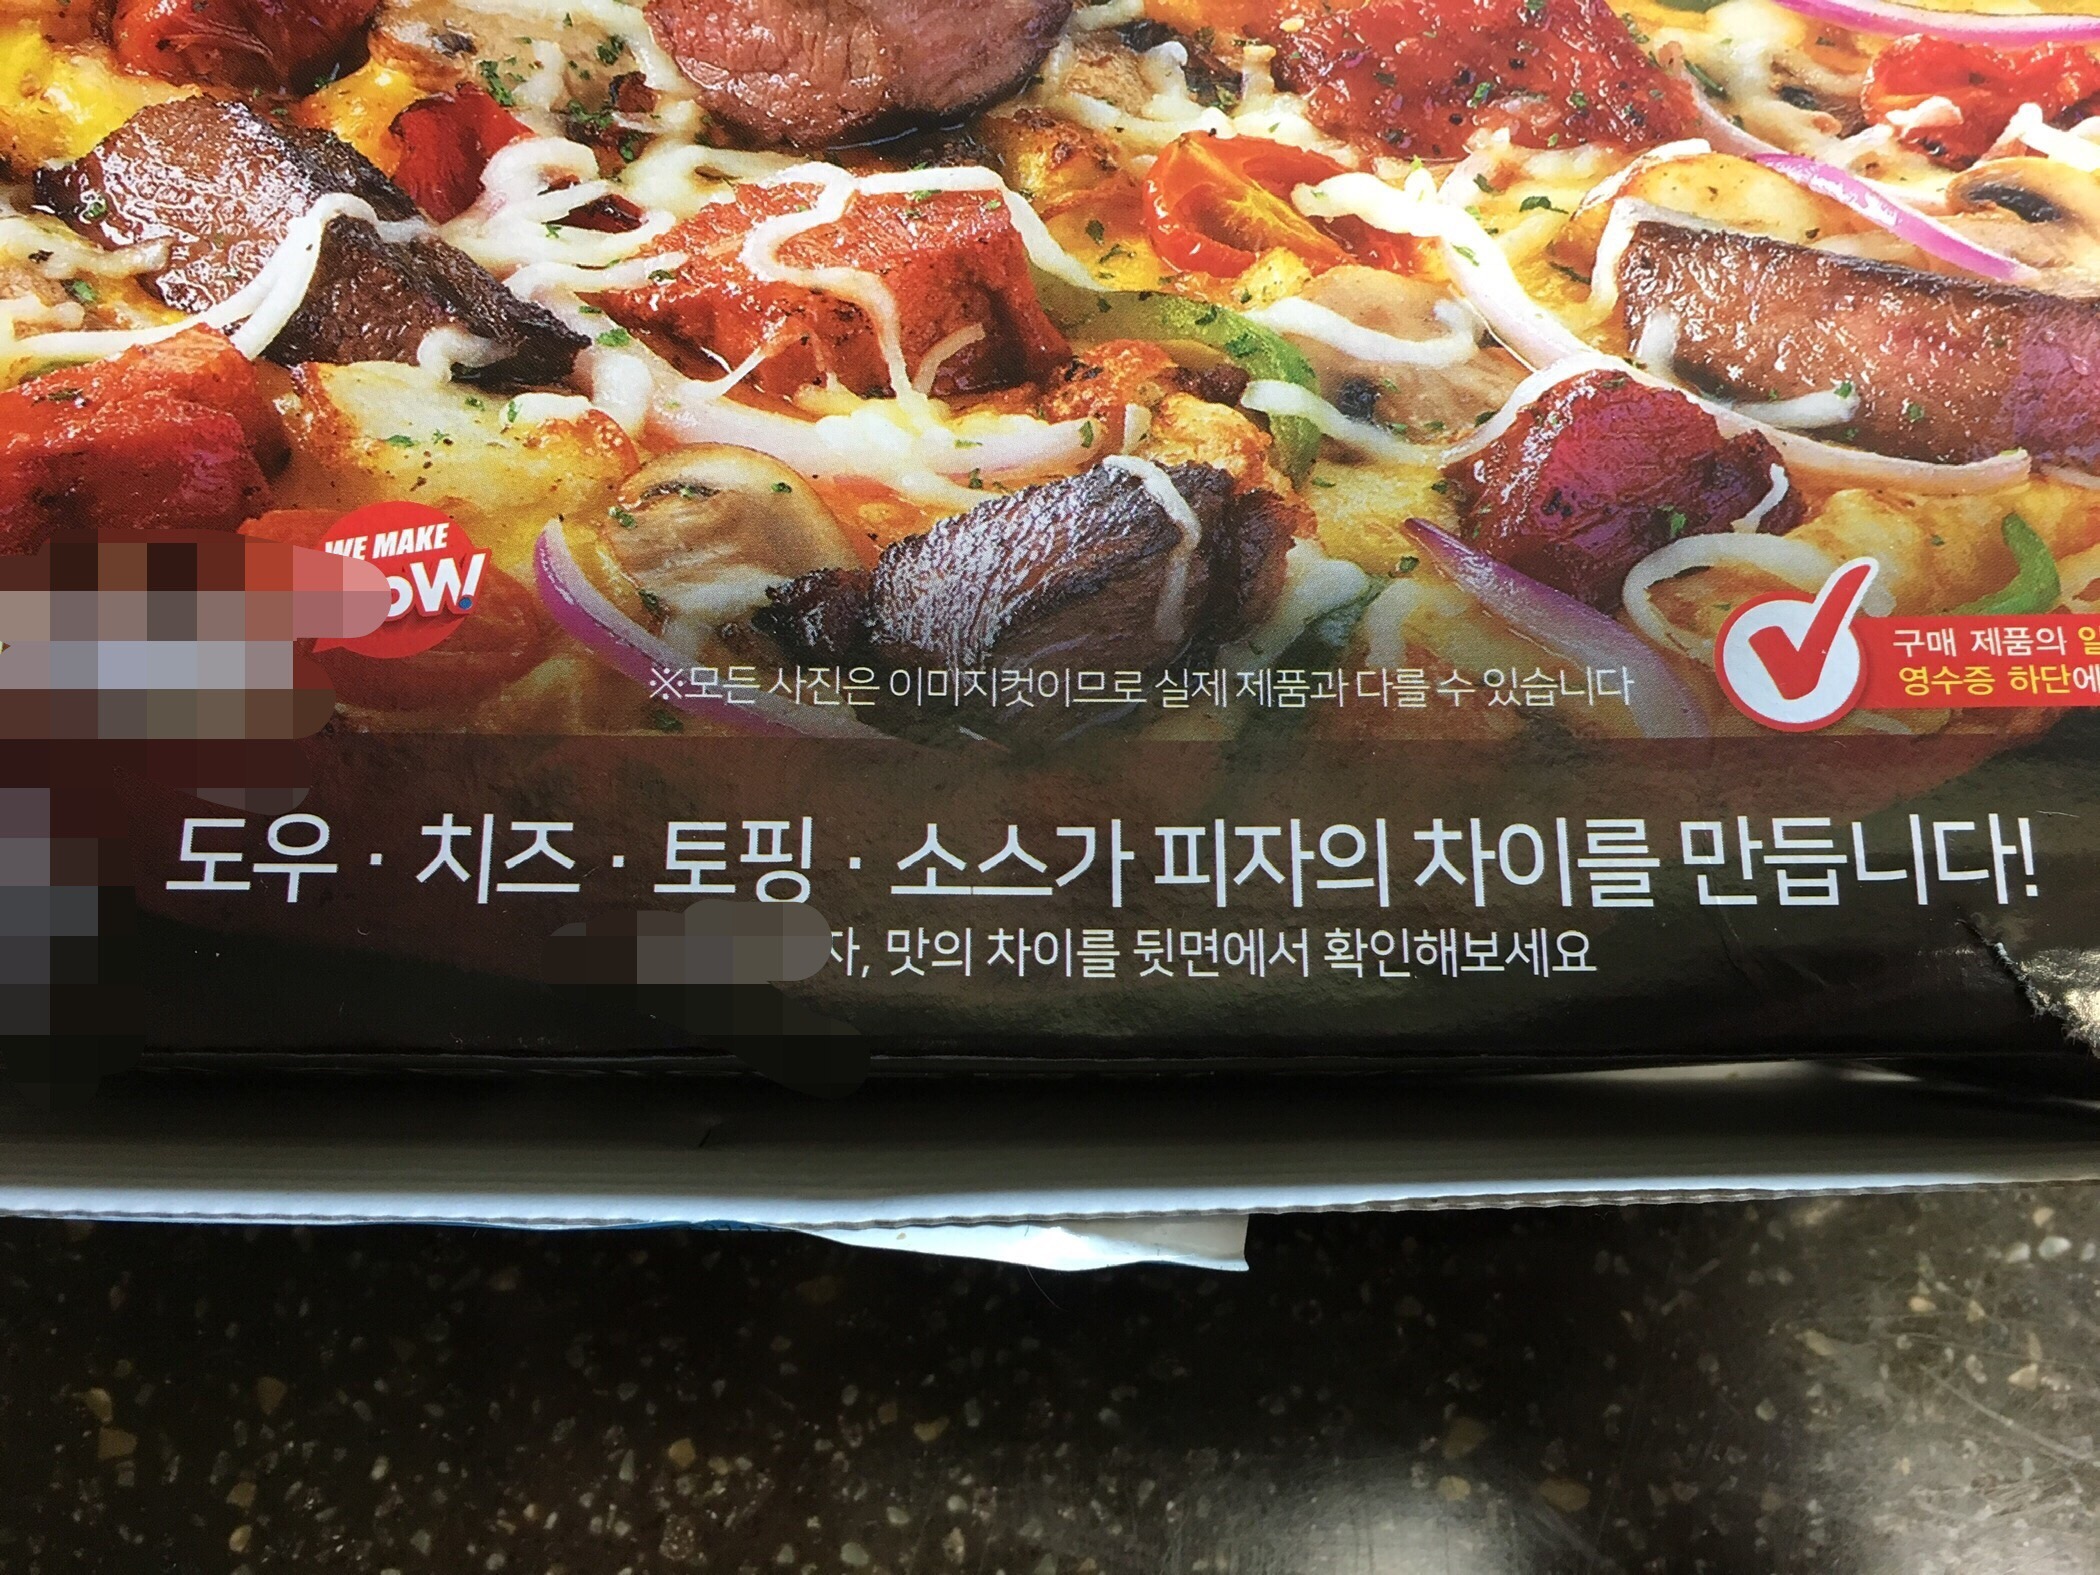 WE MAKE
※모든 사진은 이미지컷이므로 실제 제품과 다를 수 있습니다
구매 제품의
영수증 하단에
도우 · 치즈 · 토핑 · 소스가 피자의 차이를 만듭니다!
맛의 차이를 뒷면에서 확인해보세요